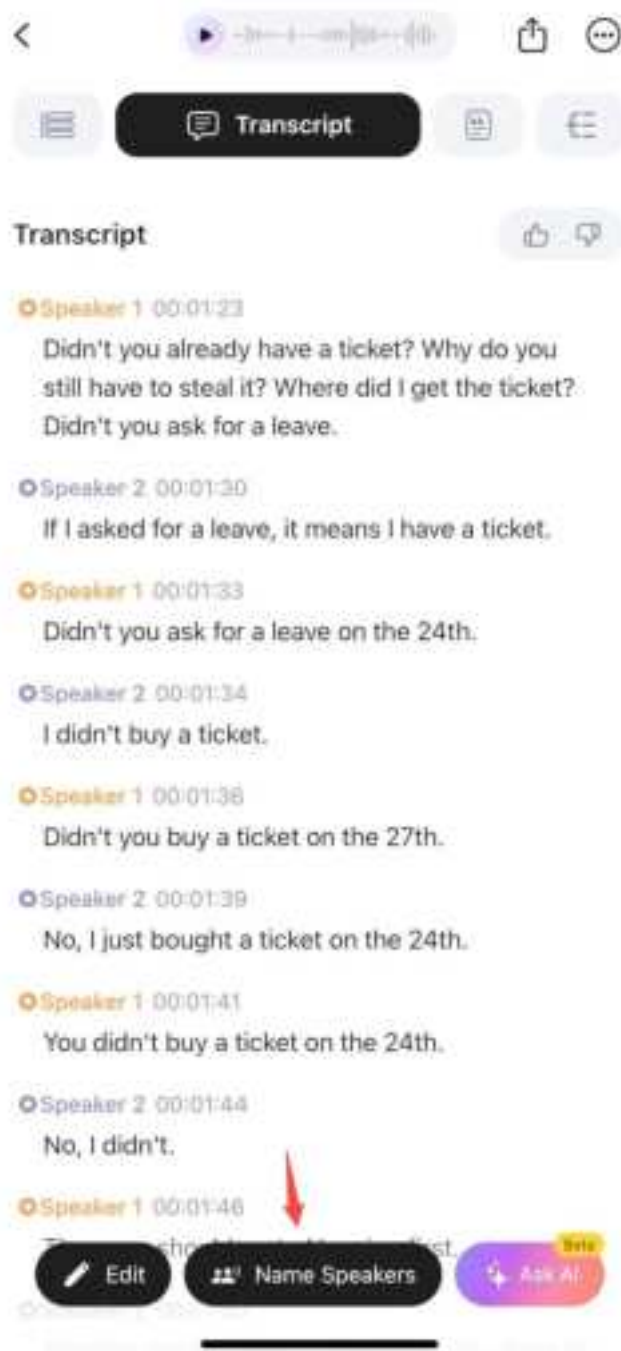 Transcript
Transcript
Speaker 1 00:01:23
Didn't you already have a ticket? Why do you
still have to steal it? Where did I get the ticket?
Didn't you ask for a leave.
Speaker 2 00:01:30
If I asked for a leave, it means I have a ticket.
Speaker 1 00:01:33
Didn't you ask for a leave on the 24th.
Speaker 2 00:01:34
I didn't buy a ticket.
Speaker 1 00:01:36
Didn't you buy a ticket on the 27th.
Speaker 2 00:01:39
No, I just bought a ticket on the 24th.
Speaker 1 00:01:41
You didn't buy a ticket on the 24th.
Speaker 2 00:01:44
No, I didn't.
Speaker 1 00:01:46
Beta
Edit Name Speakers Ask AI